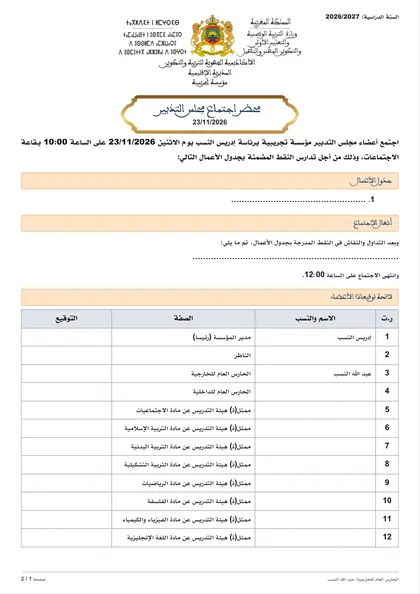 السنة الدراسية: 2026/2027
المملكة المغربية
وزارة التربية الوطنية
والتعليم الأولي
والرياضة
الأكاديمية الجهوية للتربية والتكوين
المديرية الإقليمية
مؤسسة تجريبية
محضر اجتماع مجلس التدبير
23/11/2026
اجتمع أعضاء مجلس التدبير مؤسسة تجريبية برئاسة إدريس النسب يوم الاثنين 23/11/2026 على الساعة 10:00 بقاعة
الاجتماعات، وذلك من أجل تدارس النقط المضمنة بجدول الأعمال التالي:
جدول الأعمال
1. ................................................
أشغال الاجتماع
وبعد التداول والنقاش في النقط المدرجة بجدول الأعمال، تم ما يلي:
................................................
وانتهى الاجتماع على الساعة 12:00.
لائحة توقيعات الأعضاء
ر.ت الاسم والنسب الصفة التوقيع
1 إدريس النسب مدير المؤسسة (رئيسا)
2 الناظر
3 عبد الله النسب الحارس العام للخارجية
4 الحارس العام للداخلية
5 ممثل(ة) هيئة التدريس عن مادة الاجتماعيات
6 ممثل(ة) هيئة التدريس عن مادة التربية الإسلامية
7 ممثل(ة) هيئة التدريس عن مادة التربية البدنية
8 ممثل(ة) هيئة التدريس عن مادة التربية التشكيلية
9 ممثل(ة) هيئة التدريس عن مادة الرياضيات
10 ممثل(ة) هيئة التدريس عن مادة الفلسفة
11 ممثل(ة) هيئة التدريس عن مادة الفيزياء والكيمياء
12 ممثل(ة) هيئة التدريس عن مادة اللغة الإنجليزية
الحارس العام للخارجية: عبد الله النسب
صفحة 1 / 2